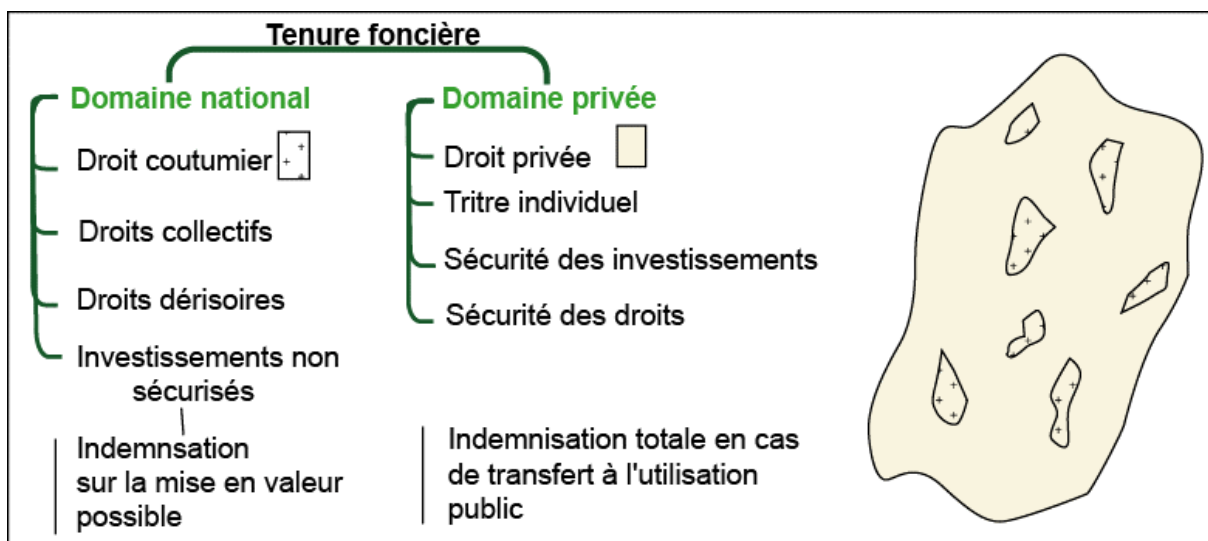 Tenure foncière
Domaine national
Droit coutumier
Droits collectifs
Droits dérisoires
Investissements non
sécurisés
Indemnsation
sur la mise en valeur
possible
Domaine privée
Droit privée
Tritre individuel
Sécurité des investissements
Sécurité des droits
Indemnisation totale en cas
de transfert à l'utilisation
public